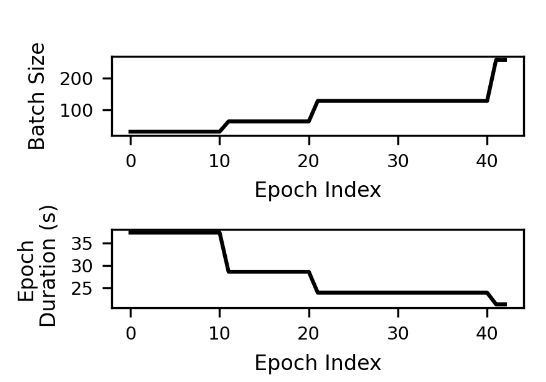 Batch Size
200
100
0 10 20 30 40
Epoch Index
Epoch
Duration (s)
35
30
25
0 10 20 30 40
Epoch Index